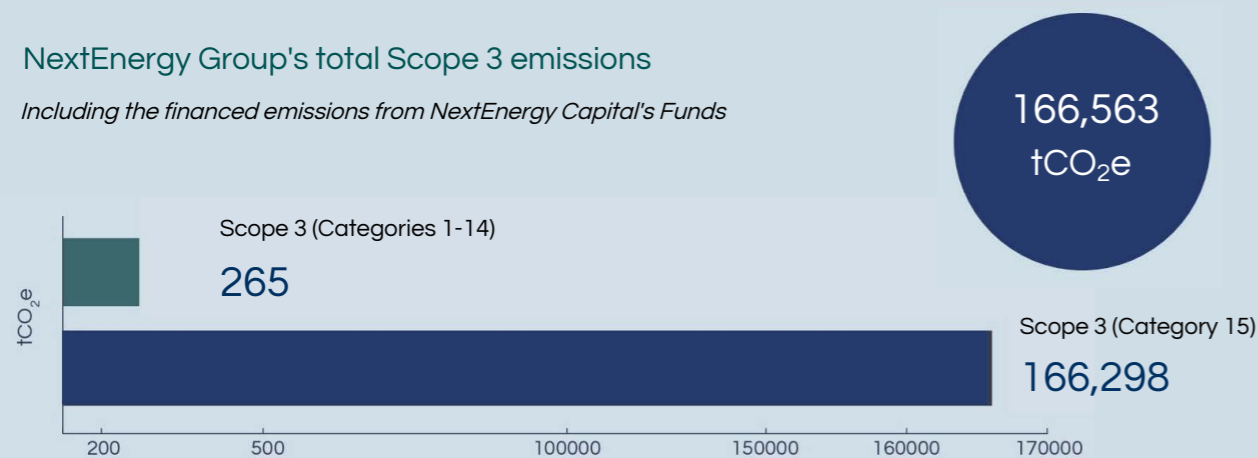 NextEnergy Group's total Scope 3 emissions
Including the financed emissions from NextEnergy Capital's Funds
166,563
tCO₂e
Scope 3 (Categories 1-14)
265
tCO₂e
Scope 3 (Category 15)
166,298
200 500 100000 150000 160000 170000